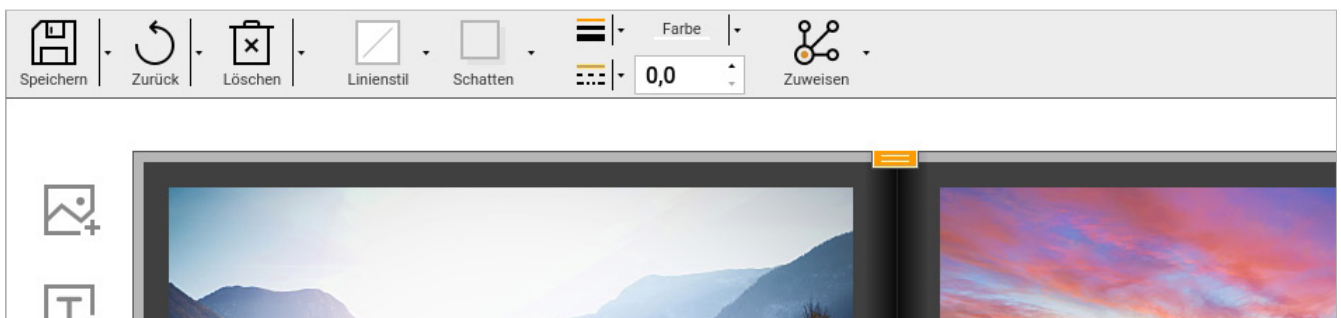 Farbe
0,0
Speichern
Zurück
Löschen
Linienstil
Schatten
Zuweisen
T